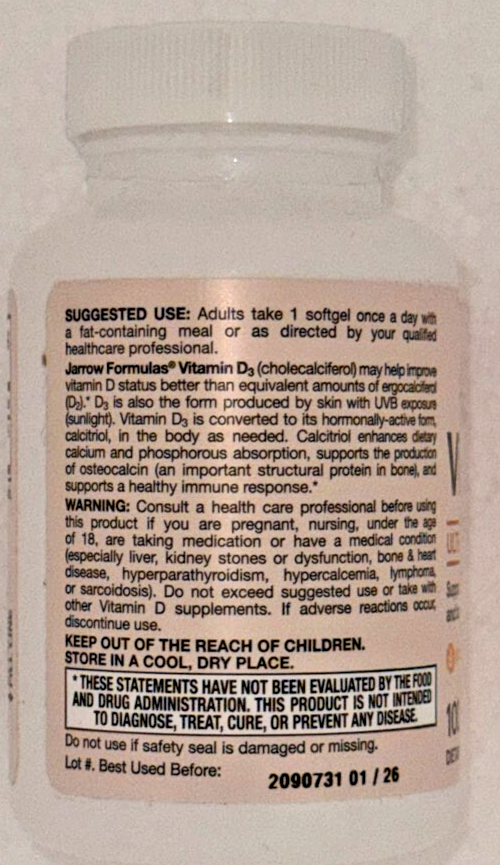 SUGGESTED USE: Adults take 1 softgel once a day with
a fat-containing meal or as directed by your qualified
healthcare professional.
Jarrow Formulas® Vitamin D3 (cholecalciferol) may help improve
vitamin D status better than equivalent amounts of ergocalciferol
(D2).* D3 is also the form produced by skin with UVB exposure
(sunlight). Vitamin D3 is converted to its hormonally-active form,
calcitriol, in the body as needed. Calcitriol enhances dietary
calcium and phosphorous absorption, supports the production
of osteocalcin (an important structural protein in bone), and
supports a healthy immune response.*
WARNING: Consult a health care professional before using
this product if you are pregnant, nursing, under the age
of 18, are taking medication or have a medical condition
(especially liver, kidney stones or dysfunction, bone & heart
disease, hyperparathyroidism, hypercalcemia, lymphoma,
or sarcoidosis). Do not exceed suggested use or take with
other Vitamin D supplements. If adverse reactions occur,
discontinue use.
KEEP OUT OF THE REACH OF CHILDREN.
STORE IN A COOL, DRY PLACE.
*THESE STATEMENTS HAVE NOT BEEN EVALUATED BY THE FOOD
AND DRUG ADMINISTRATION. THIS PRODUCT IS NOT INTENDED
TO DIAGNOSE, TREAT, CURE, OR PREVENT ANY DISEASE.
Do not use if safety seal is damaged or missing.
Lot #. Best Used Before:
2090731 01 / 26